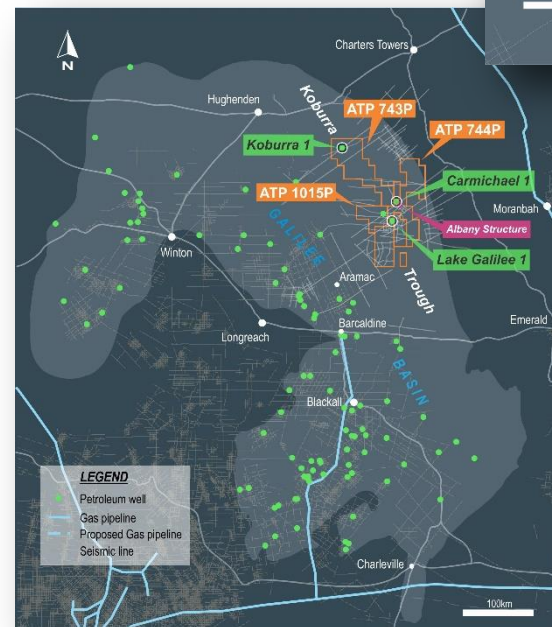 N
Charters Towers
Hughenden
Koburra
ATP 743P
ATP 744P
Koburra 1
Carmichael 1
ATP 1015P
Moranbah
Albany Structure
GALILEE
Winton
Lake Galilee 1
Aramac
Trough
Emerald
Barcaldine
Longreach
BASIN
Blackall
LEGEND
Petroleum well
Gas pipeline
Proposed Gas pipeline
Seismic line
Charleville
100km